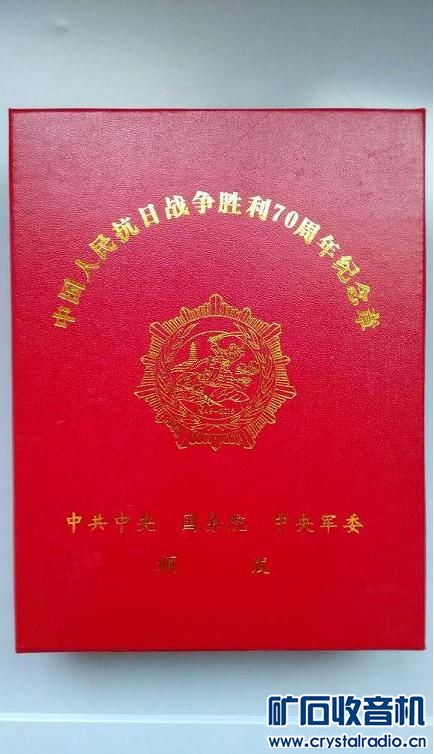 中国人民抗日战争胜利70周年纪念章
1945-2015
中共中央 国务院 中央军委
颁 发
矿石收音机
www.crystalradio.cn